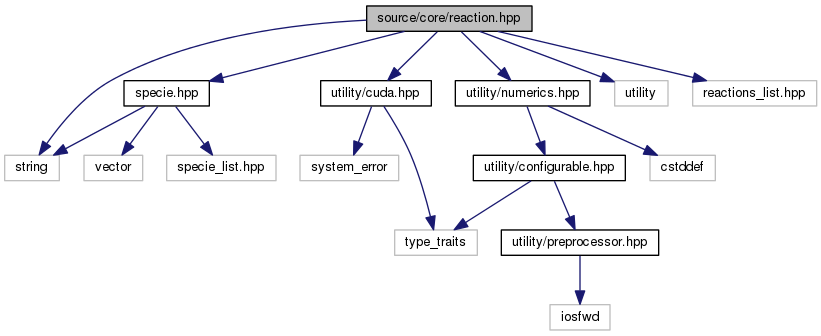 source/core/reaction.hpp
specie.hpp
utility/cuda.hpp
utility/numerics.hpp
utility
reactions_list.hpp
string
vector
specie_list.hpp
system_error
utility/configurable.hpp
cstddef
type_traits
utility/preprocessor.hpp
iosfwd